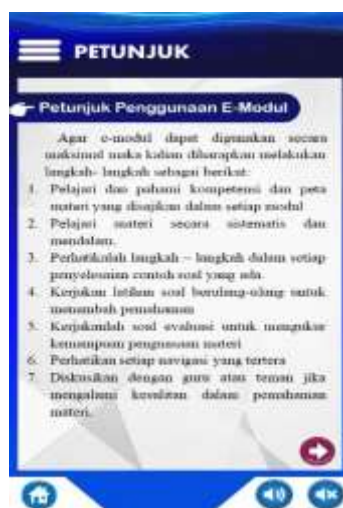 PETUNJUK
Petunjuk Penggunaan E-Modul
Agar e-modul dapat digunakan secara
maksimal maka kalian diharapkan melakukan
langkah- langkah sebagai berikut:
1. Pelajari dan pahami kompetensi dan peta
materi yang disajikan dalam setiap modul
2. Pelajari materi secara sistematis dan
mendalam.
3. Perhatikalah langkah – langkah dalam setiap
penyelesaian contoh soal yang ada.
4. Kerjakan latihan soal berulang-ulang untuk
menambah pemahaman
5. Kerjakanlah soal evaluasi untuk mengukur
kemampuan penguasaan materi
6. Perhatikan setiap navigasi yang tertera
7. Diskusikan dengan guru atau teman jika
mengalami kesulitan dalam pemahaman
materi.